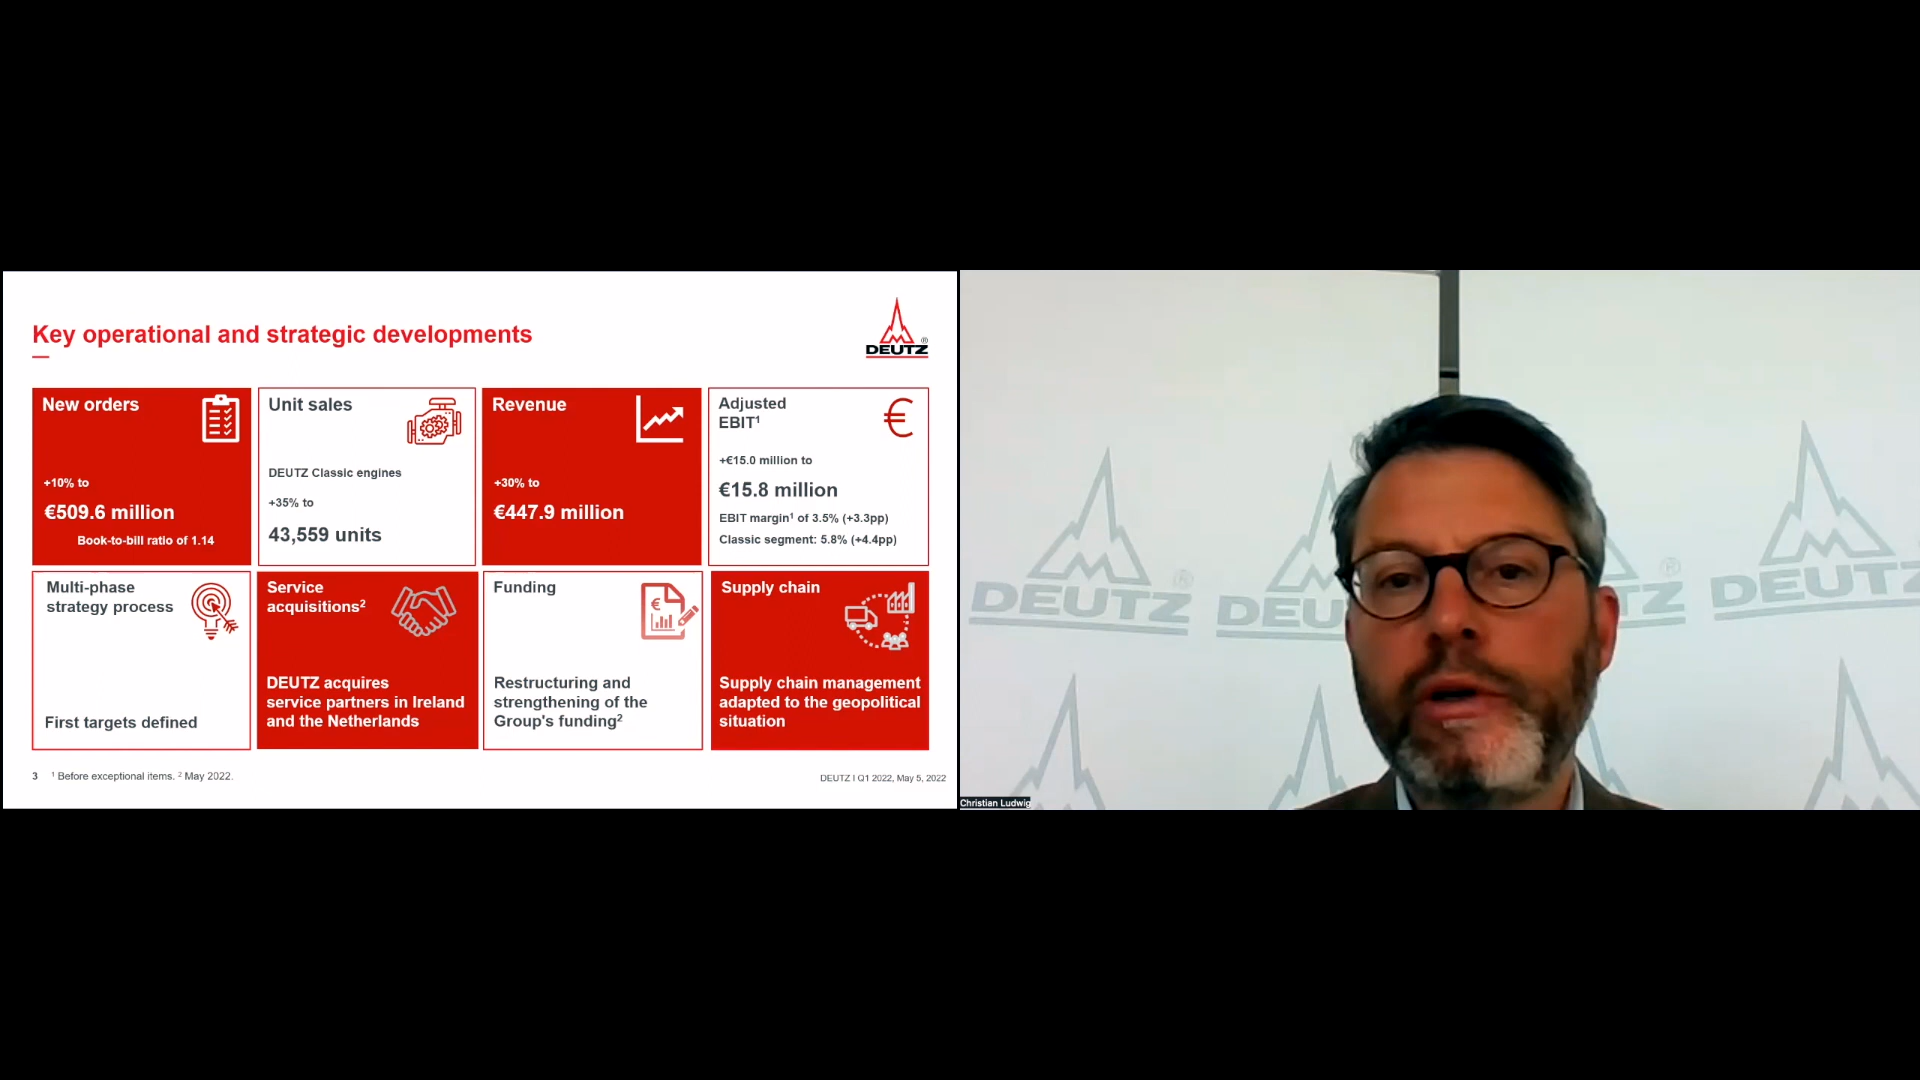 Key operational and strategic developments
DEUTZ ®
New orders
+10% to
€509.6 million
Book-to-bill ratio of 1.14
Unit sales
DEUTZ Classic engines
+35% to
43,559 units
Revenue
+30% to
€447.9 million
Adjusted
EBIT¹
€
+€15.0 million to
€15.8 million
EBIT margin¹ of 3.5% (+3.3pp)
Classic segment: 5.8% (+4.4pp)
Multi-phase
strategy process
First targets defined
Service
acquisitions²
DEUTZ acquires
service partners in Ireland
and the Netherlands
Funding
€
Restructuring and
strengthening of the
Group's funding²
Supply chain
Supply chain management
adapted to the geopolitical
situation
3 ¹ Before exceptional items. ² May 2022.
DEUTZ I Q1 2022, May 5, 2022
DEUTZ ®
DEU
TZ ®
DEUTZ
Christian Ludwig